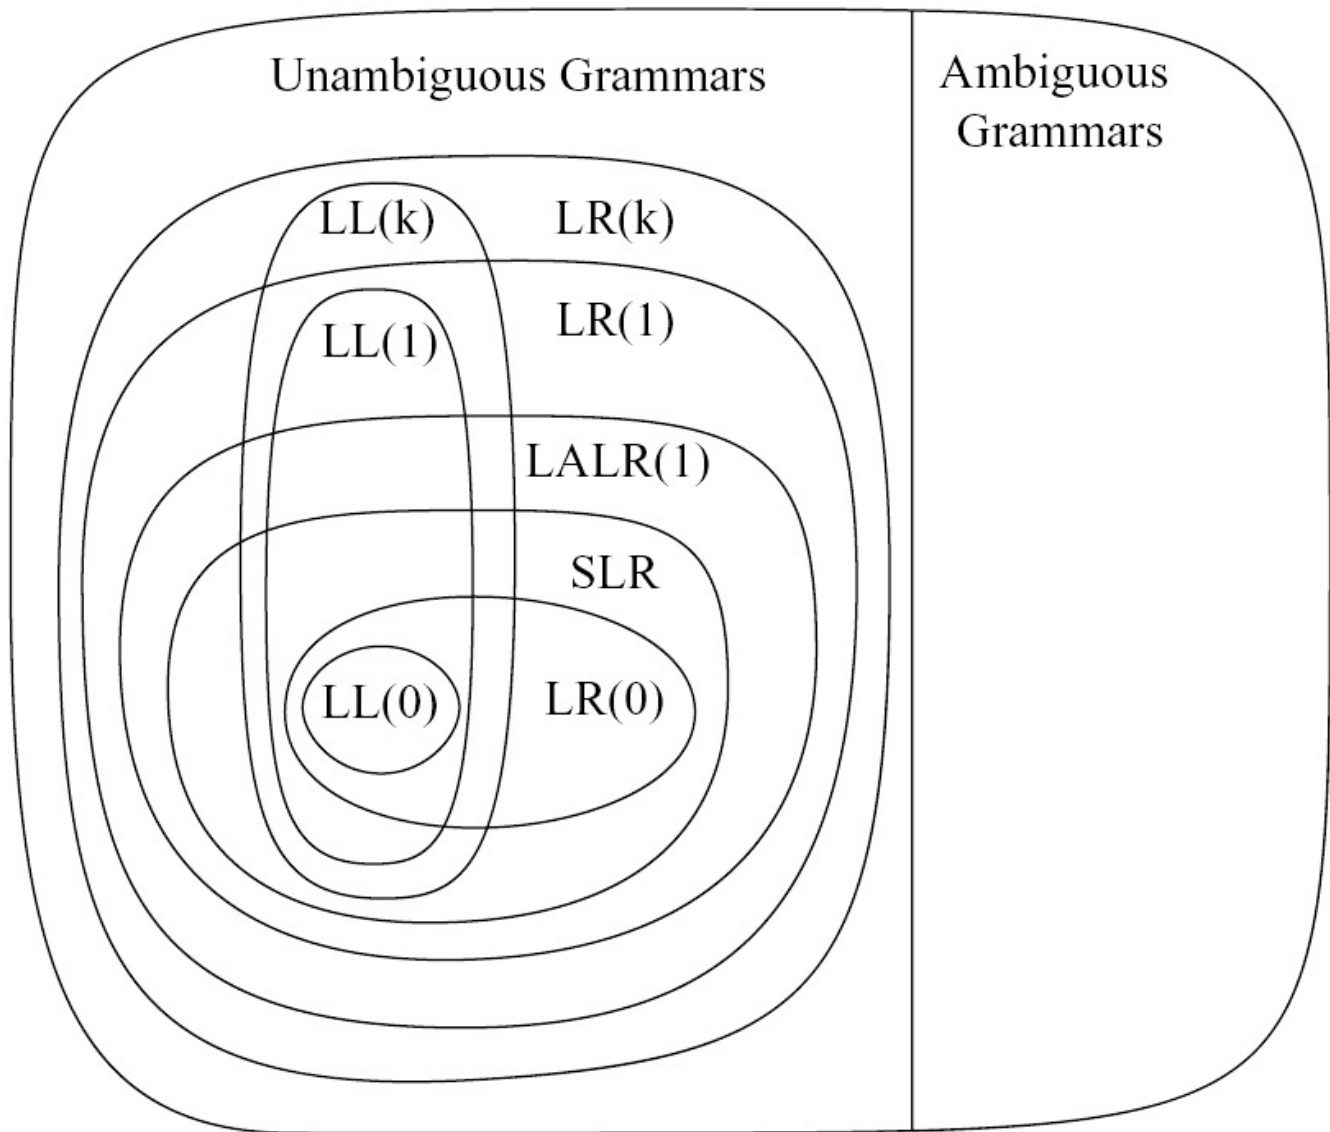 Unambiguous Grammars
Ambiguous
Grammars
LL(k)
LR(k)
LL(1)
LR(1)
LALR(1)
SLR
LL(0)
LR(0)